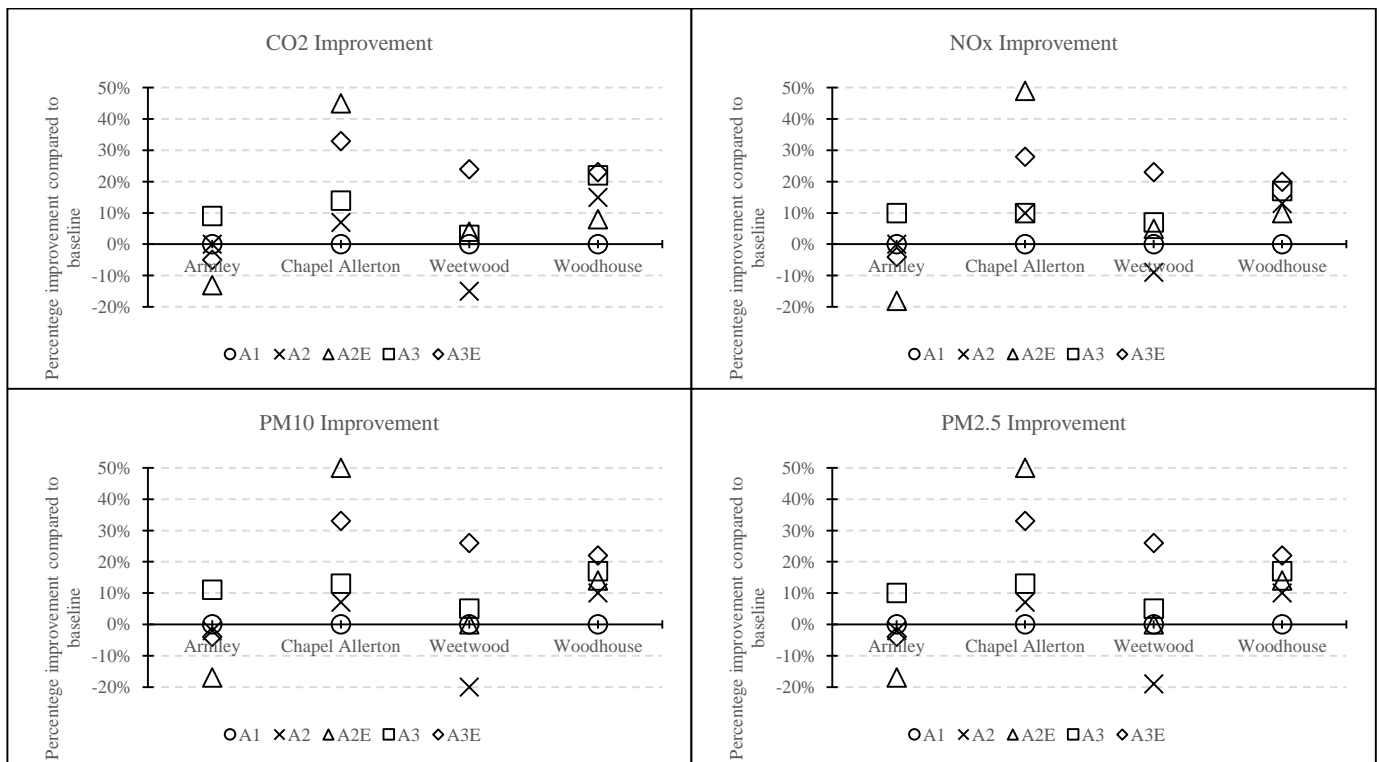 CO2 Improvement
Percentege improvement compared to
baseline
50%
40%
30%
20%
10%
0%
-10%
-20%
Armley
Chapel Allerton
Weetwood
Woodhouse
A1 A2 A2E A3 A3E
NOx Improvement
Percentege improvement compared to
baseline
50%
40%
30%
20%
10%
0%
-10%
-20%
Armley
Chapel Allerton
Weetwood
Woodhouse
A1 A2 A2E A3 A3E
PM10 Improvement
Percentege improvement compared to
baseline
50%
40%
30%
20%
10%
0%
-10%
-20%
Armley
Chapel Allerton
Weetwood
Woodhouse
A1 A2 A2E A3 A3E
PM2.5 Improvement
Percentege improvement compared to
baseline
50%
40%
30%
20%
10%
0%
-10%
-20%
Armley
Chapel Allerton
Weetwood
Woodhouse
A1 A2 A2E A3 A3E